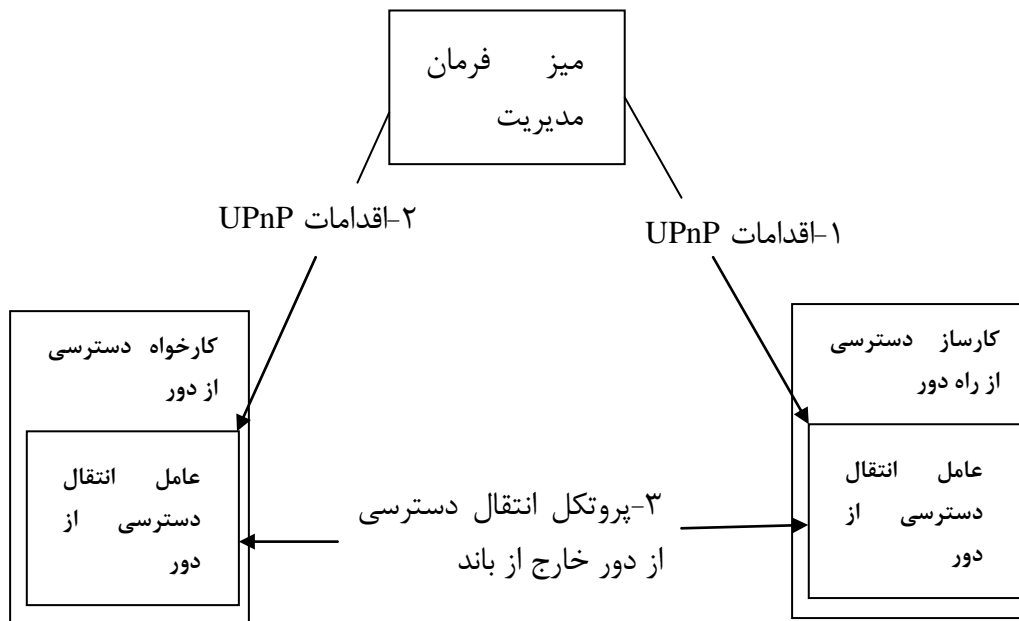 میز فرمان
مدیریت
۱-اقدامات UPnP
۲-اقدامات UPnP
کارساز دسترسی
از راه دور
عامل انتقال
دسترسی از
دور
کارخواه دسترسی
از دور
عامل انتقال
دسترسی از
دور
۳-پروتکل انتقال دسترسی
از دور خارج از باند